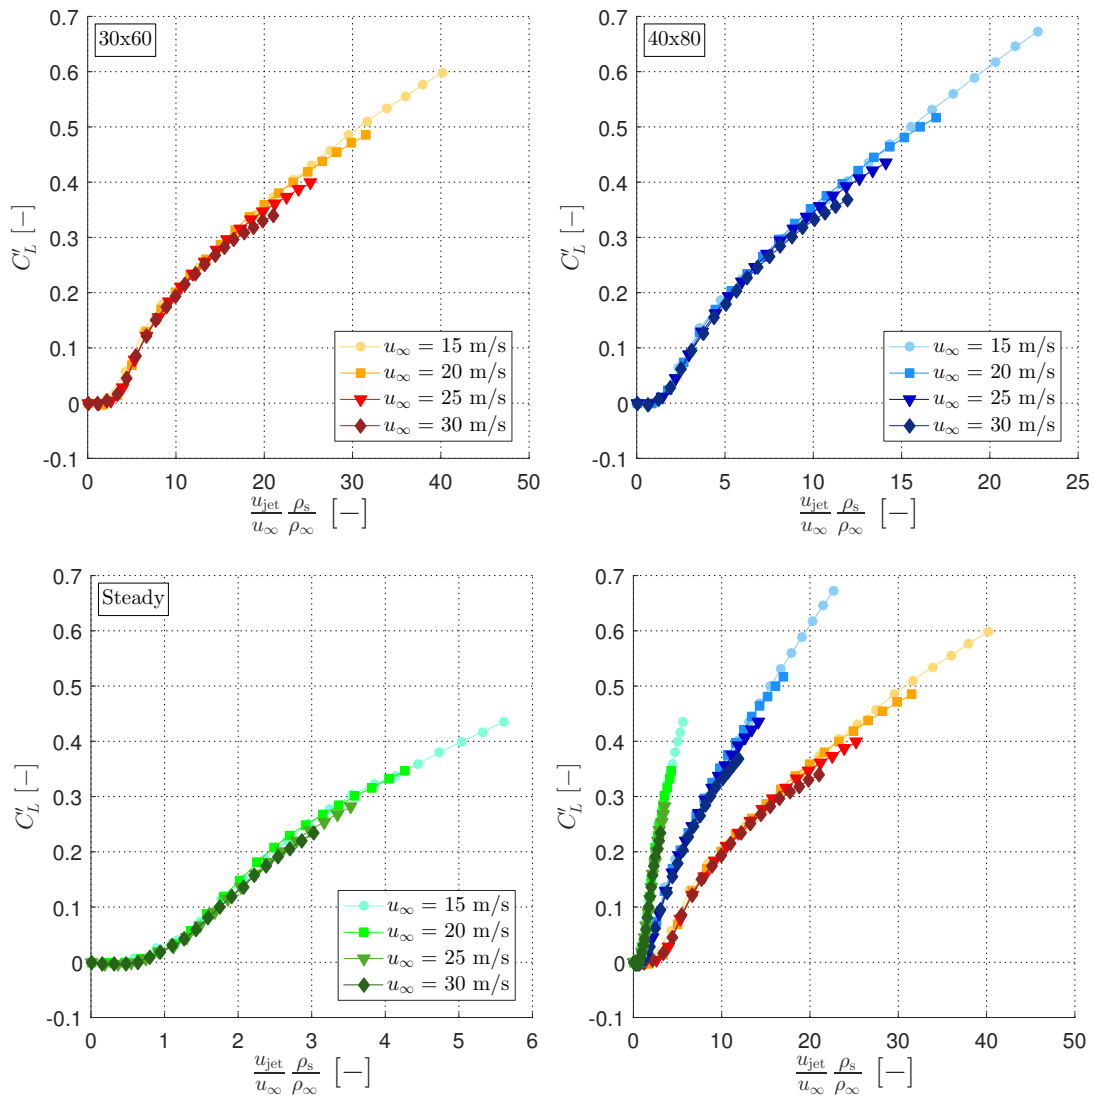 30x60
0.7
0.6
0.5
0.4
0.3
0.2
0.1
0
-0.1
C′_L [−]
u∞ = 15 m/s
u∞ = 20 m/s
u∞ = 25 m/s
u∞ = 30 m/s
0 10 20 30 40 50
u_jet/u∞ ρ_s/ρ∞ [−]
40x80
0.7
0.6
0.5
0.4
0.3
0.2
0.1
0
-0.1
C′_L [−]
u∞ = 15 m/s
u∞ = 20 m/s
u∞ = 25 m/s
u∞ = 30 m/s
0 5 10 15 20 25
u_jet/u∞ ρ_s/ρ∞ [−]
Steady
0.7
0.6
0.5
0.4
0.3
0.2
0.1
0
-0.1
C′_L [−]
u∞ = 15 m/s
u∞ = 20 m/s
u∞ = 25 m/s
u∞ = 30 m/s
0 1 2 3 4 5 6
u_jet/u∞ ρ_s/ρ∞ [−]
0.7
0.6
0.5
0.4
0.3
0.2
0.1
0
-0.1
C′_L [−]
0 10 20 30 40 50
u_jet/u∞ ρ_s/ρ∞ [−]